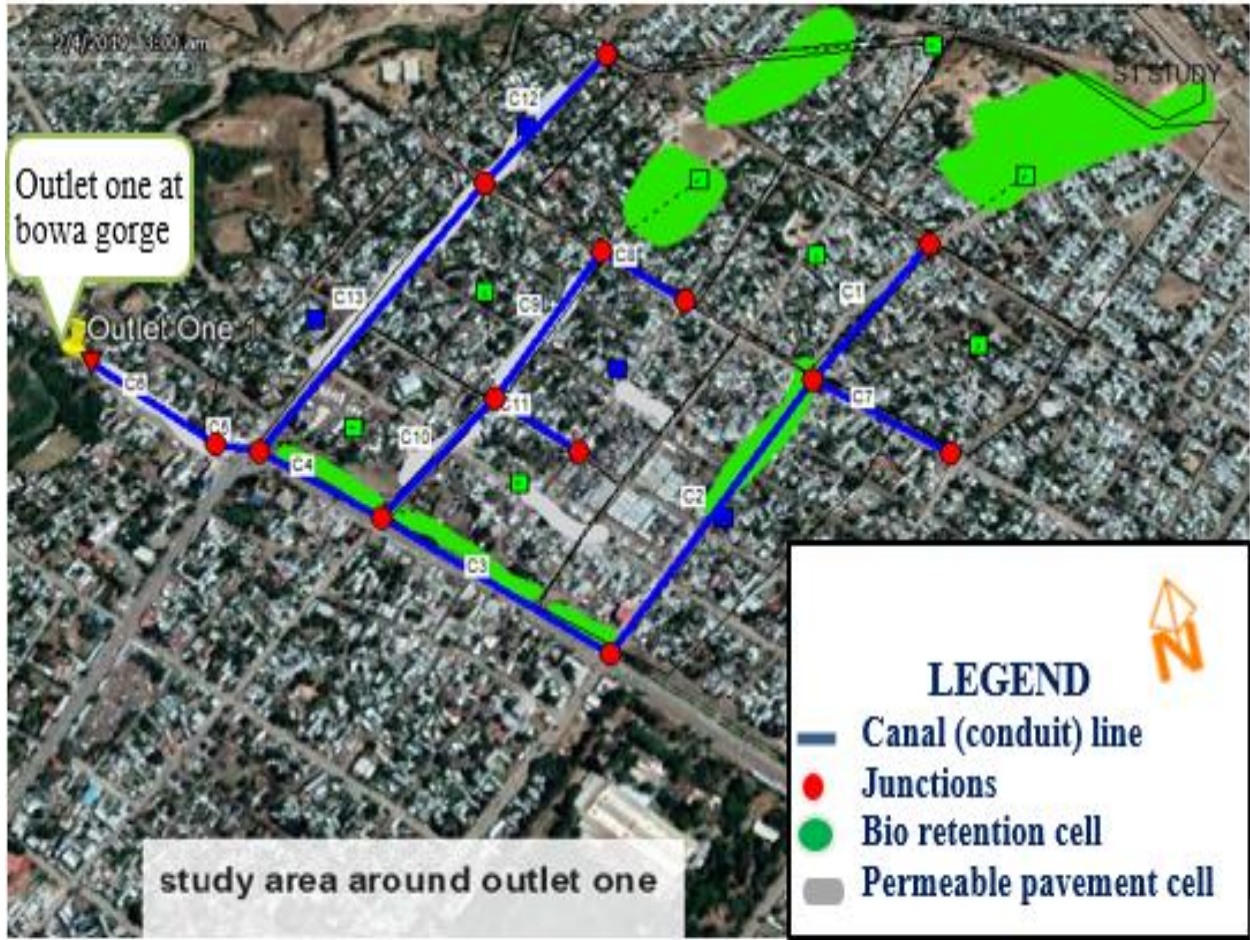 ST STUDY
C12
Outlet one at
bowa gorge
C8
C1
C13
C9
Outlet One 1
C6
C5
C7
C11
C10
C4
C2
C3
N
LEGEND
Canal (conduit) line
Junctions
Bio retention cell
Permeable pavement cell
study area around outlet one